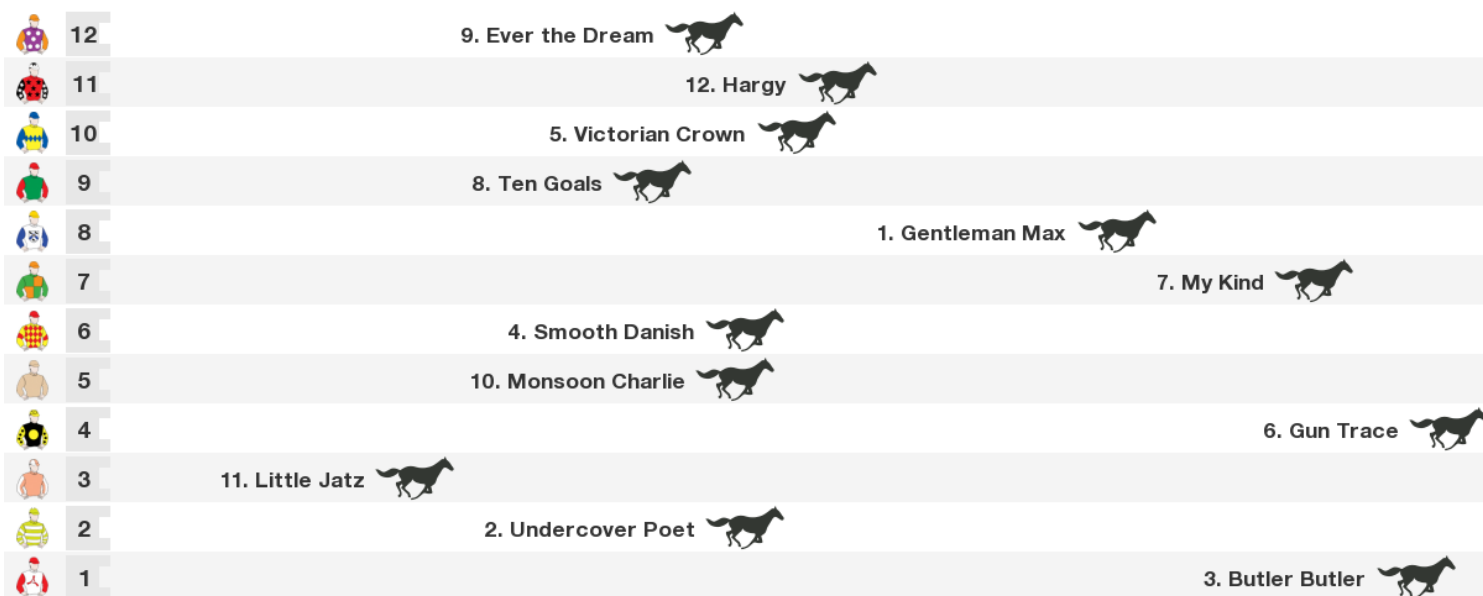 12 9. Ever the Dream
11 12. Hargy
10 5. Victorian Crown
9 8. Ten Goals
8 1. Gentleman Max
7 7. My Kind
6 4. Smooth Danish
5 10. Monsoon Charlie
4 6. Gun Trace
3 11. Little Jatz
2 2. Undercover Poet
1 3. Butler Butler